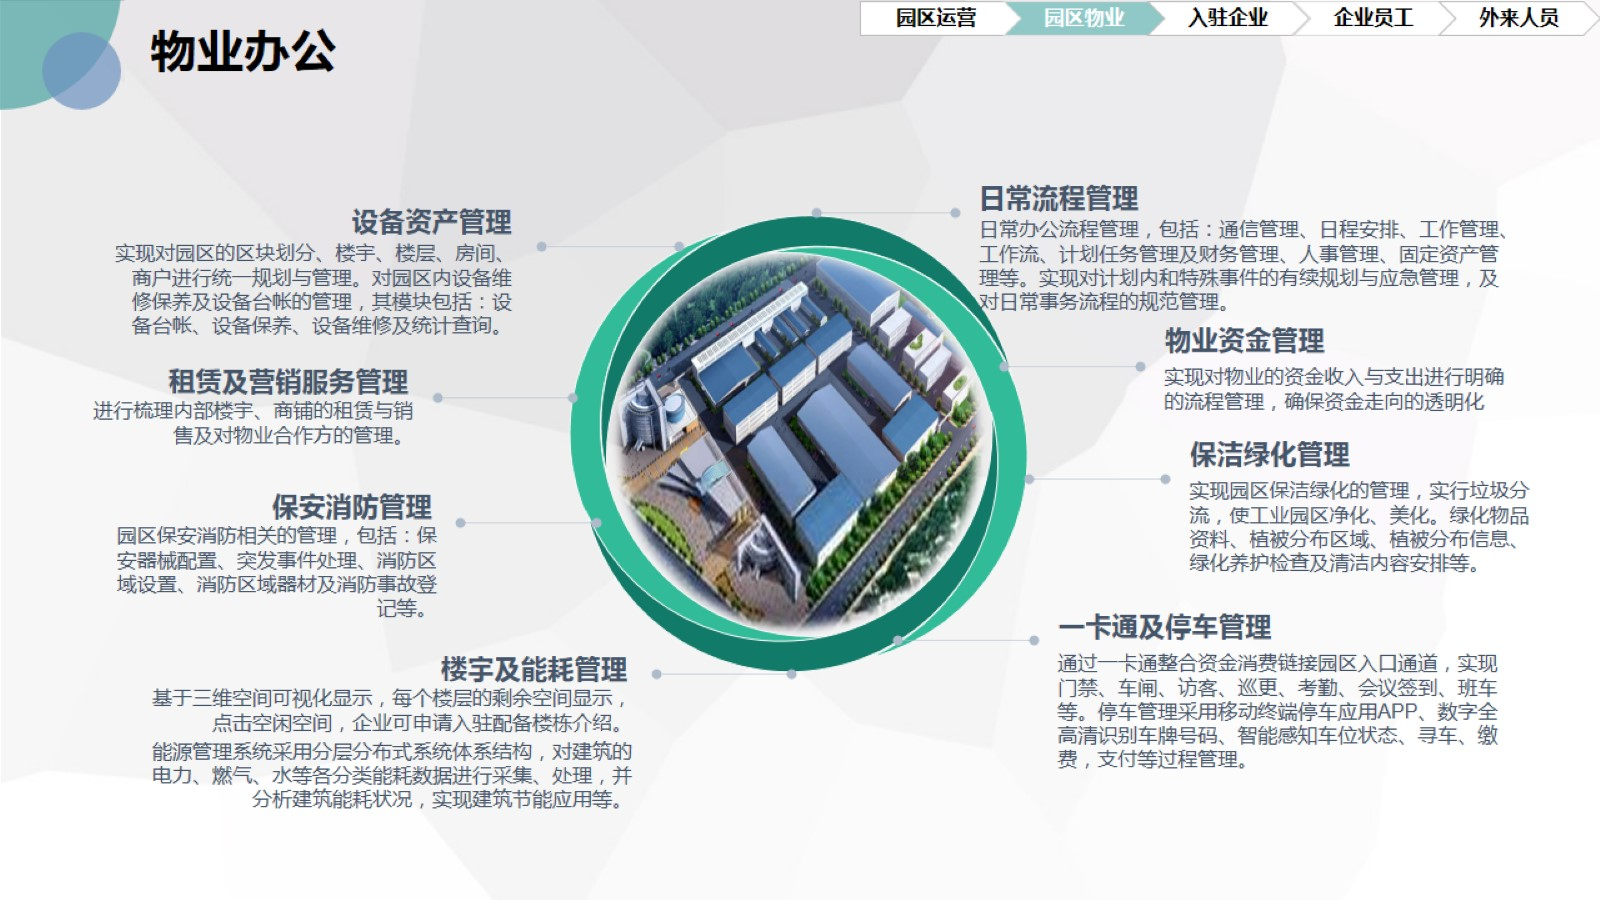 物业办公
园区运营
园区物业
入驻企业
企业员工
外来人员
设备资产管理
实现对园区的区块划分、楼宇、楼层、房间、
商户进行统一规划与管理。对园区内设备维
修保养及设备台帐的管理，其模块包括：设
备台帐、设备保养、设备维修及统计查询。
租赁及营销服务管理
进行梳理内部楼宇、商铺的租赁与销
售及对物业合作方的管理。
保安消防管理
园区保安消防相关的管理，包括：保
安器械配置、突发事件处理、消防区
域设置、消防区域器材及消防事故登
记等。
楼宇及能耗管理
基于三维空间可视化显示，每个楼层的剩余空间显示，
点击空闲空间，企业可申请入驻配备楼栋介绍。
能源管理系统采用分层分布式系统体系结构，对建筑的
电力、燃气、水等各分类能耗数据进行采集、处理，并
分析建筑能耗状况，实现建筑节能应用等。
日常流程管理
日常办公流程管理，包括：通信管理、日程安排、工作管理、
工作流、计划任务管理及财务管理、人事管理、固定资产管
理等。实现对计划内和特殊事件的有续规划与应急管理，及
对日常事务流程的规范管理。
物业资金管理
实现对物业的资金收入与支出进行明确
的流程管理，确保资金走向的透明化
保洁绿化管理
实现园区保洁绿化的管理，实行垃圾分
流，使工业园区净化、美化。绿化物品
资料、植被分布区域、植被分布信息、
绿化养护检查及清洁内容安排等。
一卡通及停车管理
通过一卡通整合资金消费链接园区入口通道，实现
门禁、车闸、访客、巡更、考勤、会议签到、班车
等。停车管理采用移动终端停车应用APP、数字全
高清识别车牌号码、智能感知车位状态、寻车、缴
费，支付等过程管理。